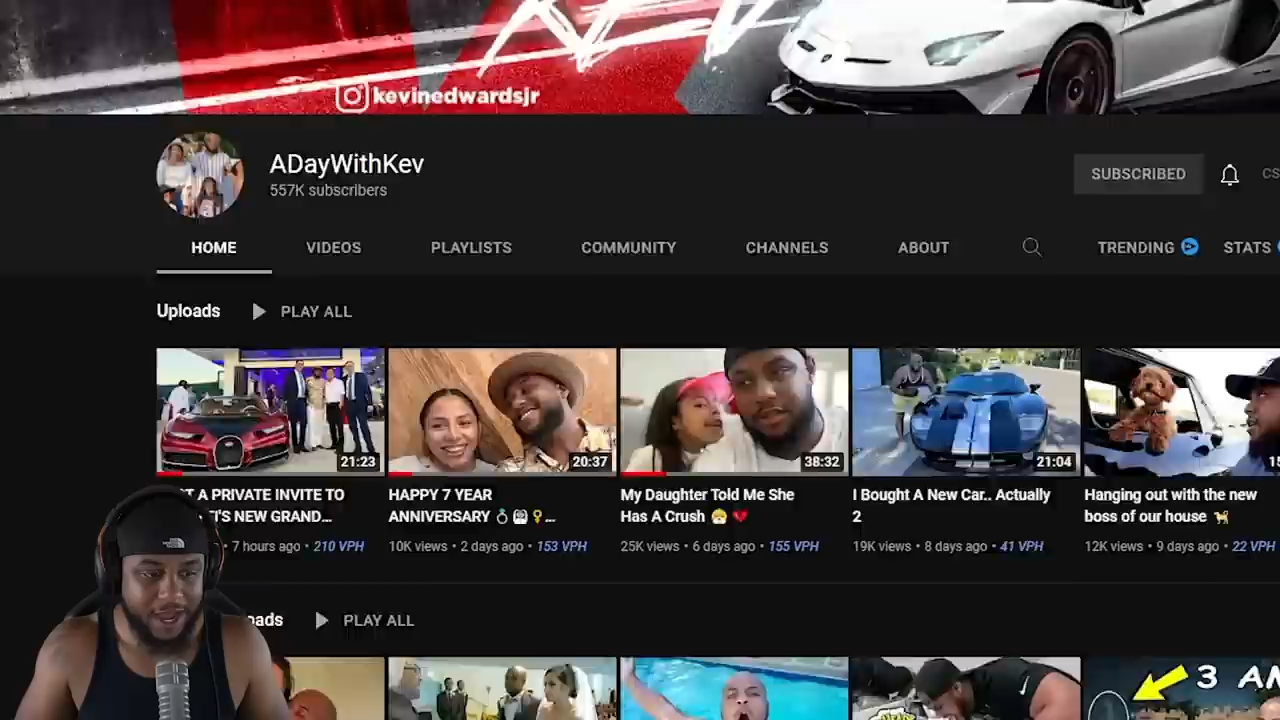 kevinedwardsjr
ADayWithKev
557K subscribers
SUBSCRIBED
HOME VIDEOS PLAYLISTS COMMUNITY CHANNELS ABOUT TRENDING STATS
Uploads PLAY ALL
21:23 20:37 38:32 21:04
A PRIVATE INVITE TO
NEW GRAND...
HAPPY 7 YEAR
ANNIVERSARY 💍 👰 ♀...
My Daughter Told Me She
Has A Crush 💔
I Bought A New Car.. Actually
2
Hanging out with the new
boss of our house 🐕
7 hours ago • 210 VPH
10K views • 2 days ago • 153 VPH
25K views • 6 days ago • 155 VPH
19K views • 8 days ago • 41 VPH
12K views • 9 days ago • 22 VPH
PLAY ALL
3